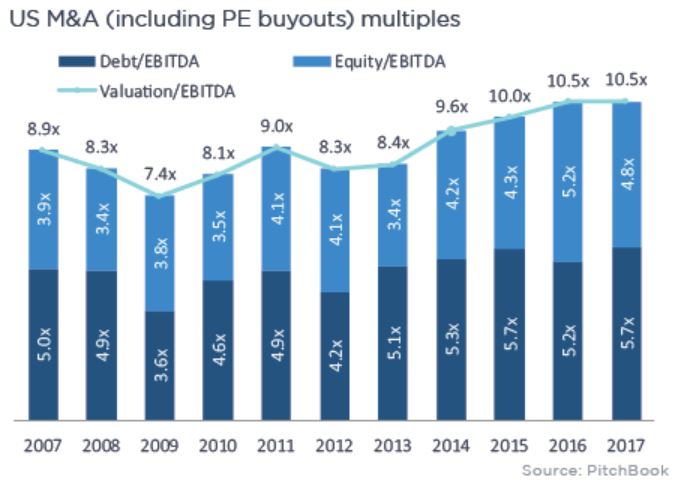 US M&A (including PE buyouts) multiples
Debt/EBITDA
Equity/EBITDA
Valuation/EBITDA
8.9x
8.3x
7.4x
8.1x
9.0x
8.3x
8.4x
9.6x
10.0x
10.5x
10.5x
3.9x
3.4x
3.8x
3.5x
4.1x
4.1x
3.4x
4.2x
4.3x
5.2x
4.8x
5.0x
4.9x
3.6x
4.6x
4.9x
4.2x
5.1x
5.3x
5.7x
5.2x
5.7x
2007 2008 2009 2010 2011 2012 2013 2014 2015 2016 2017
Source: PitchBook